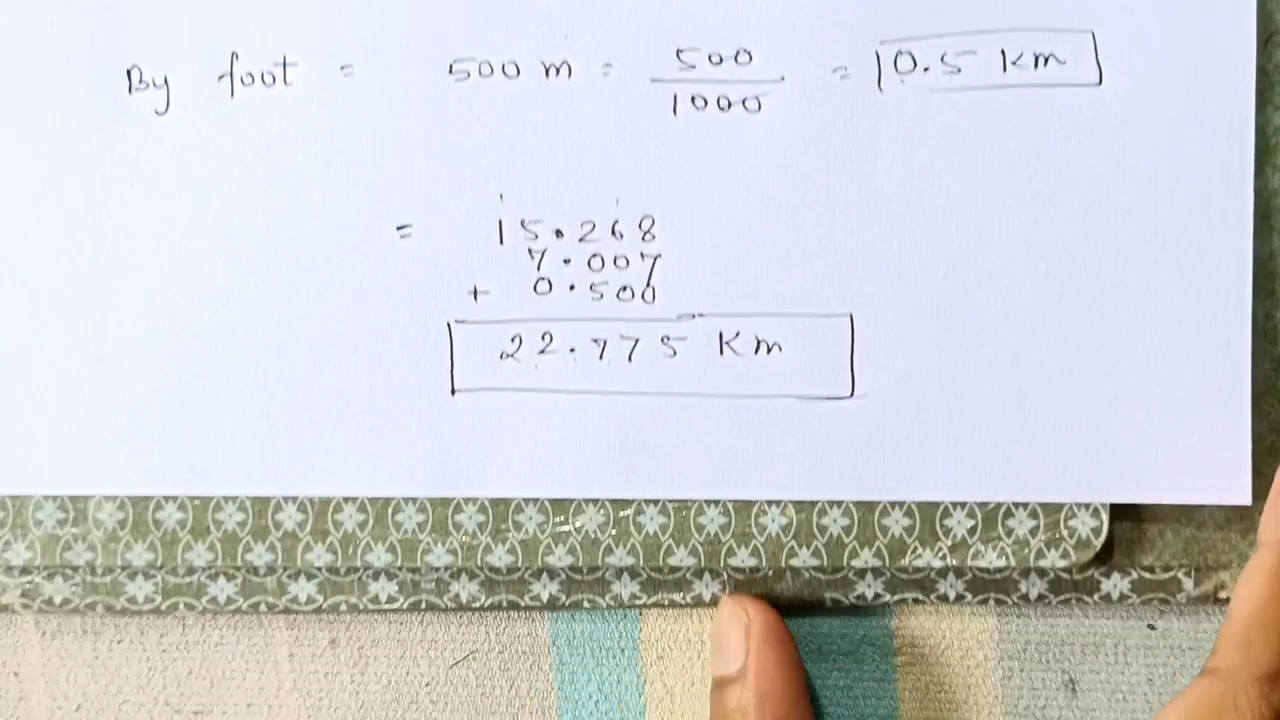 By foot = 500 m = 500/1000 = 0.5 Km
= 15.268
7.007
+ 0.500
22.775 Km